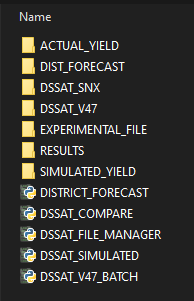 Name
ACTUAL_YIELD
DIST_FORECAST
DSSAT_SNX
DSSAT_V47
EXPERIMENTAL_FILE
RESULTS
SIMULATED_YIELD
DISTRICT_FORECAST
DSSAT_COMPARE
DSSAT_FILE_MANAGER
DSSAT_SIMULATED
DSSAT_V47_BATCH